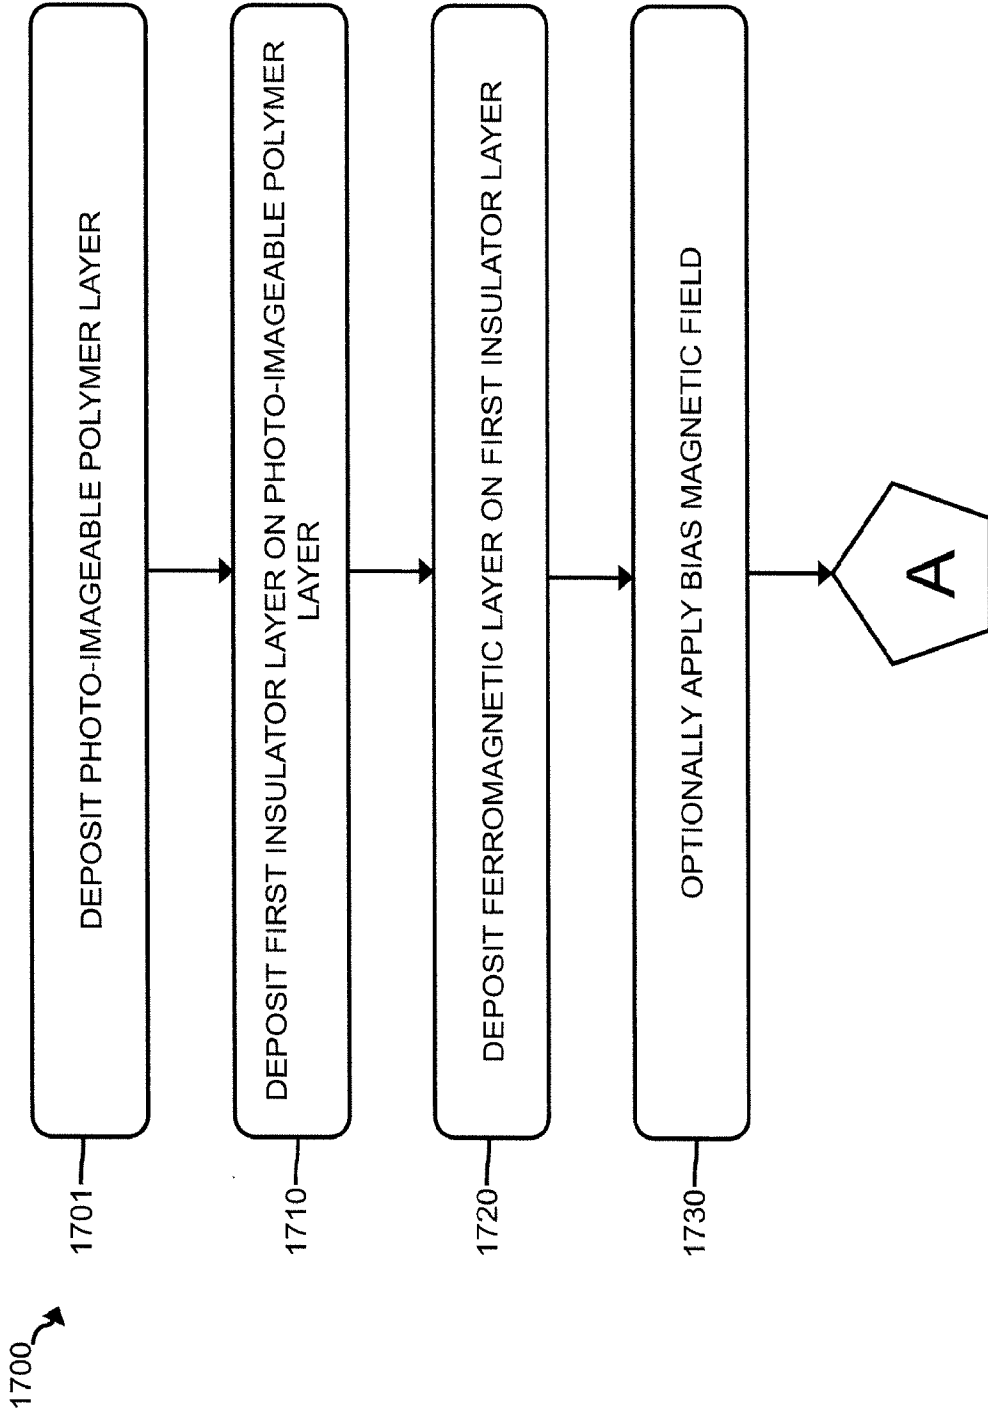 1700
1701
DEPOSIT PHOTO-IMAGEABLE POLYMER LAYER
1710
DEPOSIT FIRST INSULATOR LAYER ON PHOTO-IMAGEABLE POLYMER
LAYER
1720
DEPOSIT FERROMAGNETIC LAYER ON FIRST INSULATOR LAYER
1730
OPTIONALLY APPLY BIAS MAGNETIC FIELD
A